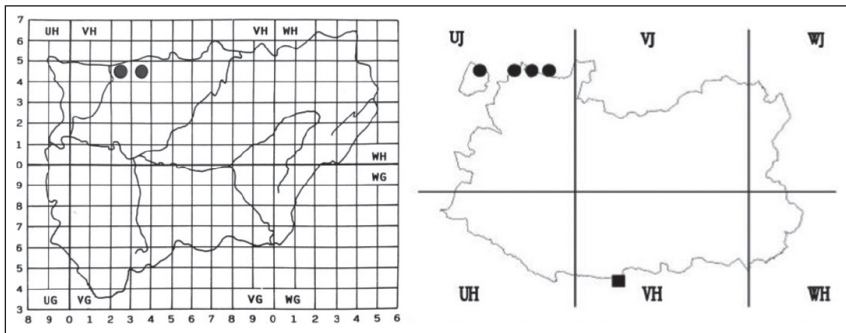 7
6
5
4
3
2
1
0
9
8
7
6
5
4
3
UH VH VH WH
WH
WG
UG VG VG WG
8 9 0 1 2 3 4 5 6 7 8 9 0 1 2 3 4 5 6
UJ VJ WJ
UH VH WH